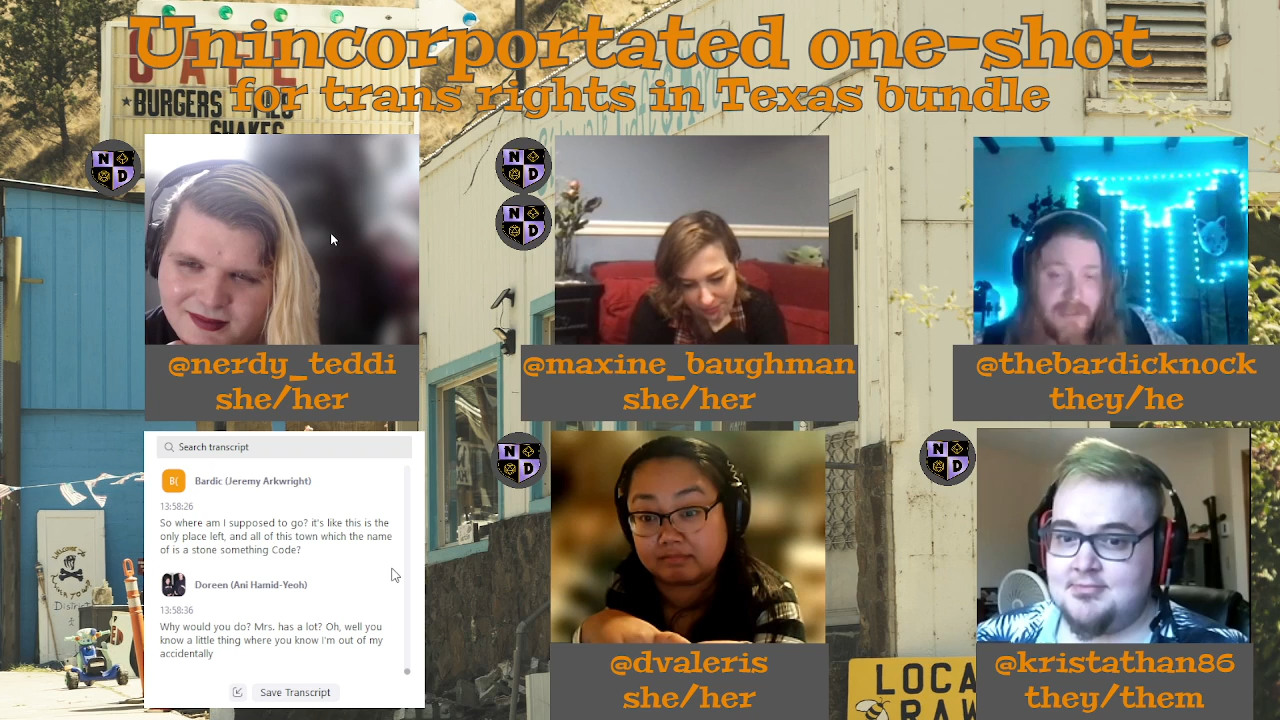 Unincorportated one-shot
for trans rights in Texas bundle
CAFE
★BURGERS PIES
SHAKES
N D
N D
N D
@nerdy_teddi
she/her
@maxine_baughman
she/her
@thebardicknock
they/he
Search transcript
B(
Bardic (Jeremy Arkwright)
13:58:26
So where am I supposed to go? it's like this is the
only place left, and all of this town which the name
of is a stone something Code?
Doreen (Ani Hamid-Yeoh)
13:58:36
Why would you do? Mrs. has a lot? Oh, well you
know a little thing where you know I'm out of my
accidentally
Save Transcript
N D
N D
@dvaleris
she/her
@kristathan86
they/them
WELCOME
District
LOCA
RAW